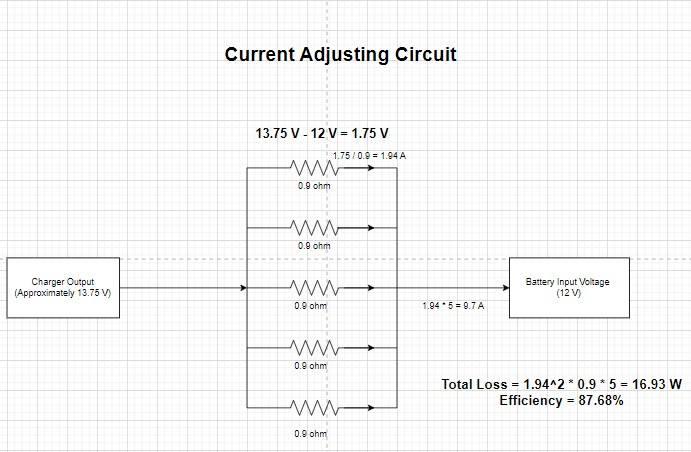 Current Adjusting Circuit
13.75 V - 12 V = 1.75 V
1.75 / 0.9 = 1.94 A
0.9 ohm
0.9 ohm
Charger Output
(Approximately 13.75 V)
Battery Input Voltage
(12 V)
0.9 ohm
1.94 * 5 = 9.7 A
0.9 ohm
Total Loss = 1.94^2 * 0.9 * 5 = 16.93 W
Efficiency = 87.68%
0.9 ohm